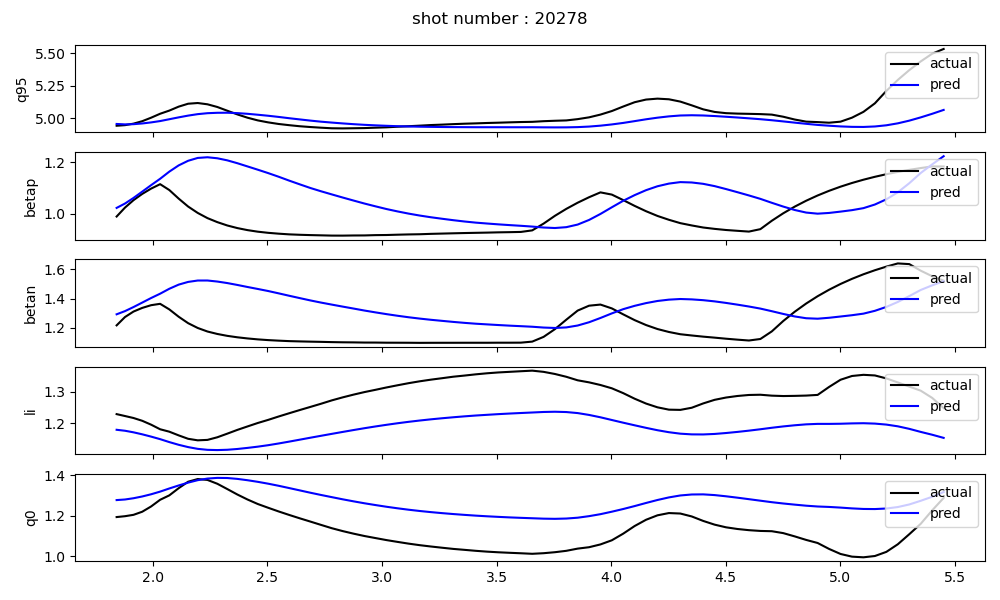 shot number : 20278
5.50
5.25
5.00
q95
actual
pred
1.2
1.0
betap
actual
pred
1.6
1.4
1.2
betan
actual
pred
1.3
1.2
li
actual
pred
1.4
1.2
1.0
q0
actual
pred
2.0 2.5 3.0 3.5 4.0 4.5 5.0 5.5